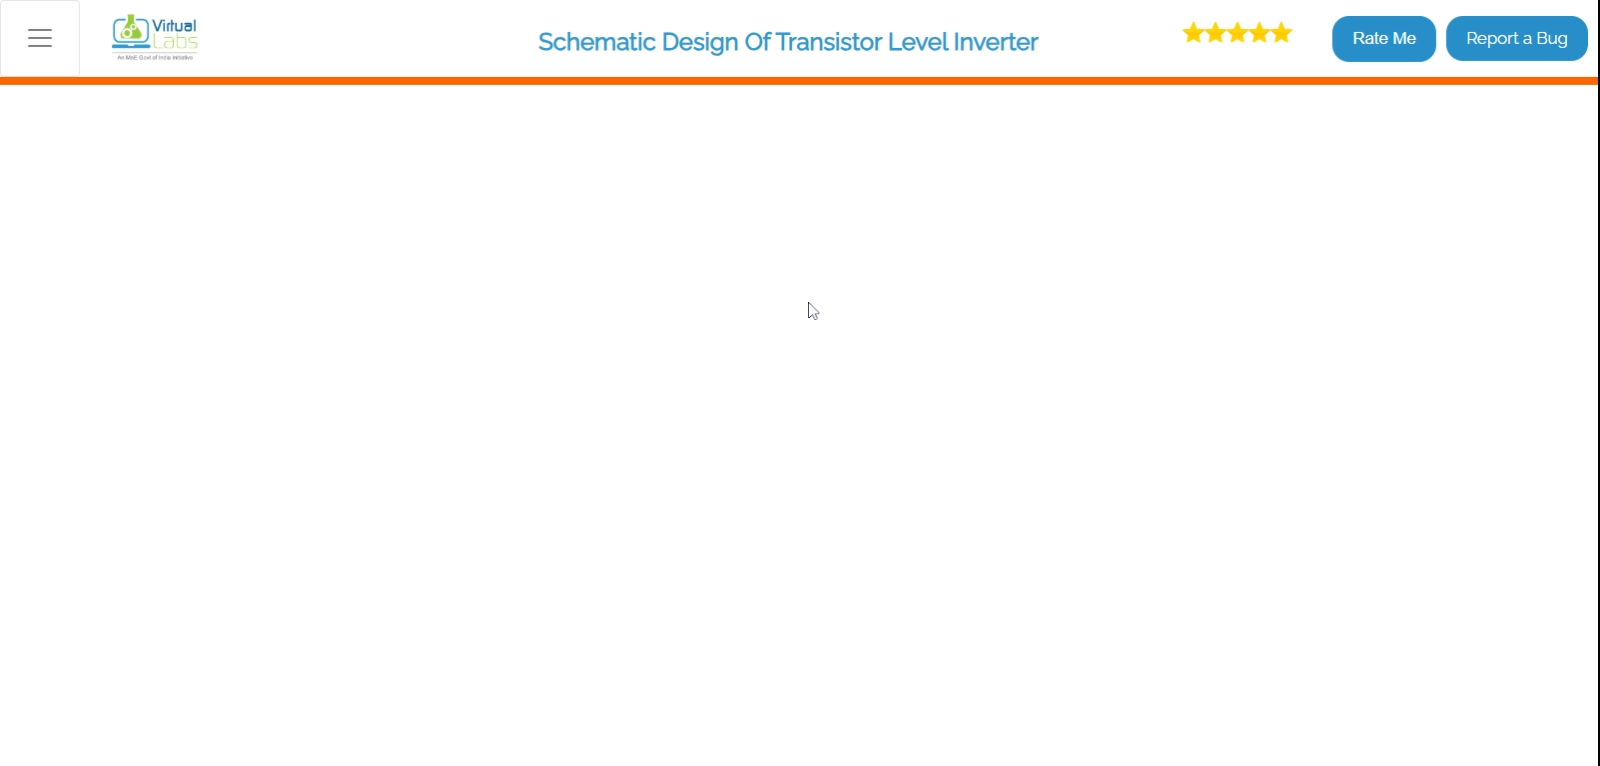 Virtual
Labs
An MoE Govt of India Initiative
Schematic Design Of Transistor Level Inverter
Rate Me
Report a Bug